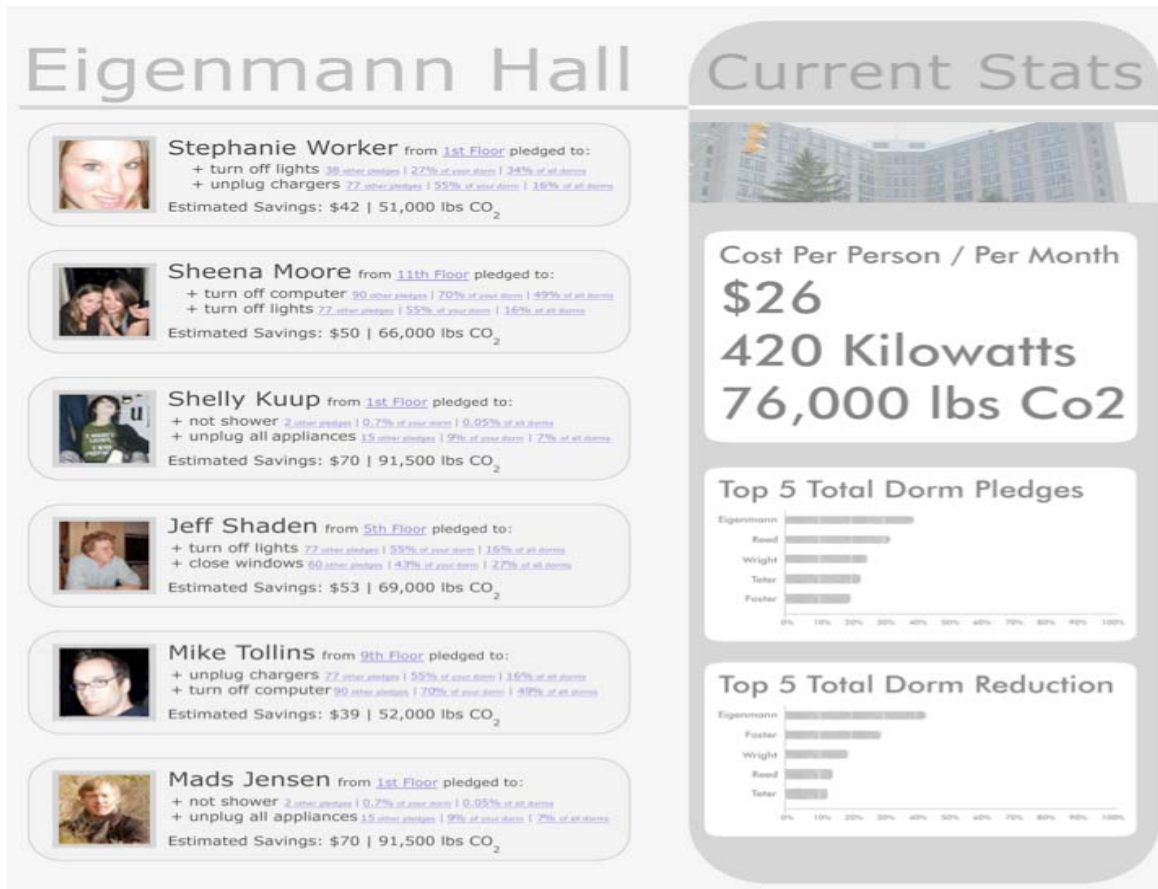 Eigenmann Hall
Stephanie Worker from 1st Floor pledged to:
+ turn off lights 38 other pledges | 27% of your dorm | 34% of all dorms
+ unplug chargers 77 other pledges | 55% of your dorm | 16% of all dorms
Estimated Savings: $42 | 51,000 lbs CO2
Sheena Moore from 11th Floor pledged to:
+ turn off computer 90 other pledges | 70% of your dorm | 49% of all dorms
+ turn off lights 77 other pledges | 55% of your dorm | 16% of all dorms
Estimated Savings: $50 | 66,000 lbs CO2
Shelly Kuup from 1st Floor pledged to:
+ not shower 2 other pledges | 0.7% of your dorm | 0.05% of all dorms
+ unplug all appliances 15 other pledges | 9% of your dorm | 7% of all dorms
Estimated Savings: $70 | 91,500 lbs CO2
Jeff Shaden from 5th Floor pledged to:
+ turn off lights 77 other pledges | 55% of your dorm | 16% of all dorms
+ close windows 60 other pledges | 43% of your dorm | 27% of all dorms
Estimated Savings: $53 | 69,000 lbs CO2
Mike Tollins from 9th Floor pledged to:
+ unplug chargers 77 other pledges | 55% of your dorm | 16% of all dorms
+ turn off computer 90 other pledges | 70% of your dorm | 49% of all dorms
Estimated Savings: $39 | 52,000 lbs CO2
Mads Jensen from 1st Floor pledged to:
+ not shower 2 other pledges | 0.7% of your dorm | 0.05% of all dorms
+ unplug all appliances 15 other pledges | 9% of your dorm | 7% of all dorms
Estimated Savings: $70 | 91,500 lbs CO2
Current Stats
Cost Per Person / Per Month
$26
420 Kilowatts
76,000 lbs Co2
Top 5 Total Dorm Pledges
Eigenmann
Reed
Wright
Teter
Foster
0% 10% 20% 30% 40% 50% 60% 70% 80% 90% 100%
Top 5 Total Dorm Reduction
Eigenmann
Foster
Wright
Reed
Teter
0% 10% 20% 30% 40% 50% 60% 70% 80% 90% 100%